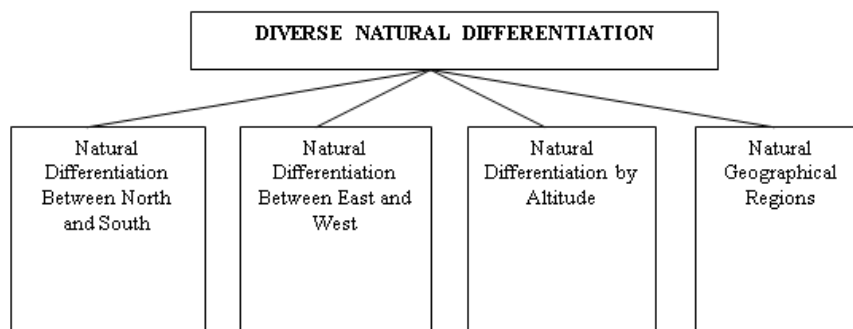 DIVERSE NATURAL DIFFERENTIATION
Natural
Differentiation
Between North
and South
Natural
Differentiation
Between East and
West
Natural
Differentiation by
Altitude
Natural
Geographical
Regions